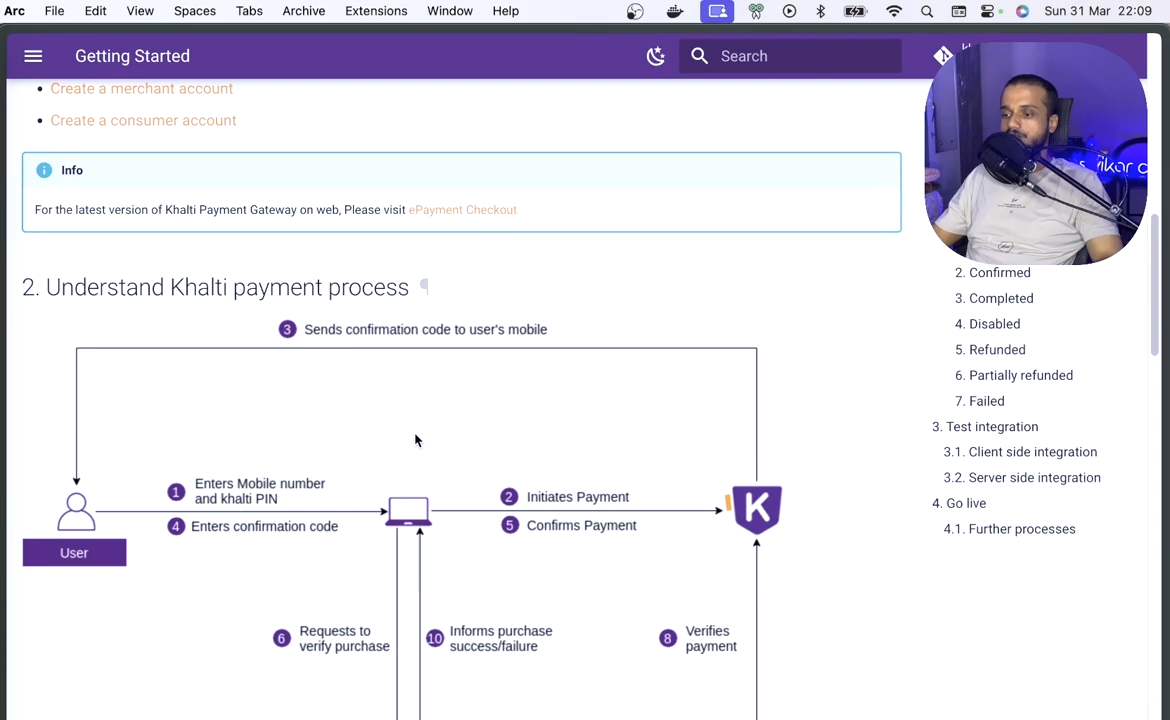 Arc File Edit View Spaces Tabs Archive Extensions Window Help Sun 31 Mar 22:09
Getting Started
Search
Create a merchant account
Create a consumer account
Info
For the latest version of Khalti Payment Gateway on web, Please visit ePayment Checkout
2. Understand Khalti payment process ¶
3 Sends confirmation code to user's mobile
1 Enters Mobile number
and khalti PIN
4 Enters confirmation code
2 Initiates Payment
5 Confirms Payment
K
User
6 Requests to
verify purchase
10 Informs purchase
success/failure
8 Verifies
payment
2. Confirmed
3. Completed
4. Disabled
5. Refunded
6. Partially refunded
7. Failed
3. Test integration
3.1. Client side integration
3.2. Server side integration
4. Go live
4.1. Further processes